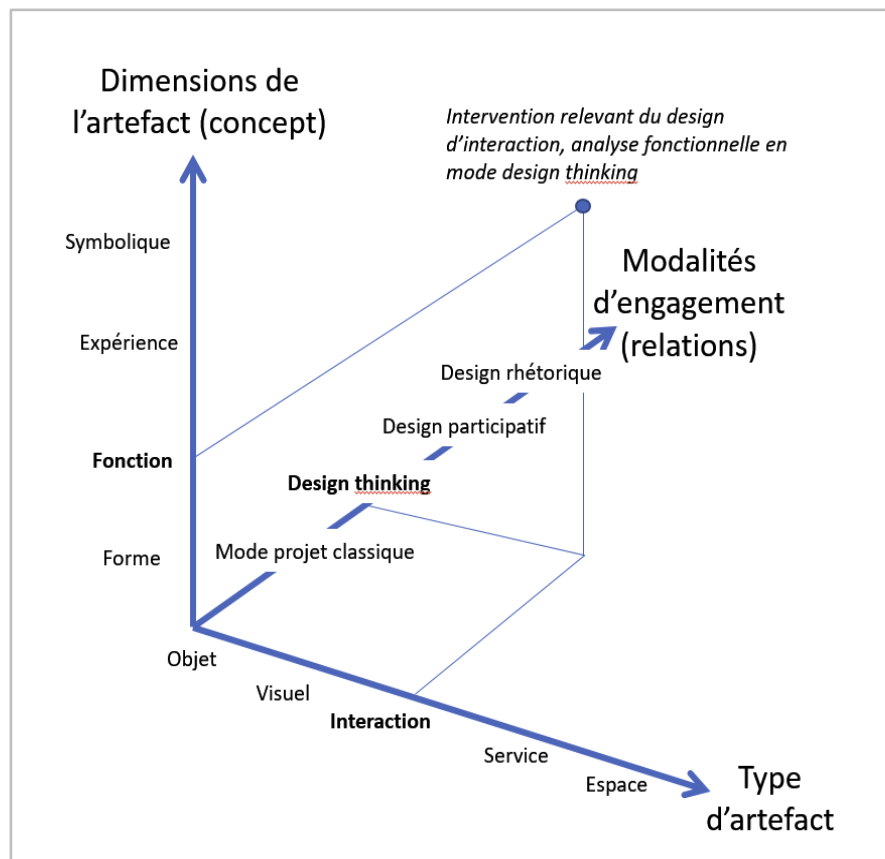 Dimensions de
l'artefact (concept)
Intervention relevant du design
d'interaction, analyse fonctionnelle en
mode design thinking
Symbolique
Modalités
d'engagement
(relations)
Expérience
Design rhétorique
Design participatif
Fonction
Design thinking
Mode projet classique
Forme
Objet
Visuel
Interaction
Service
Espace
Type
d'artefact